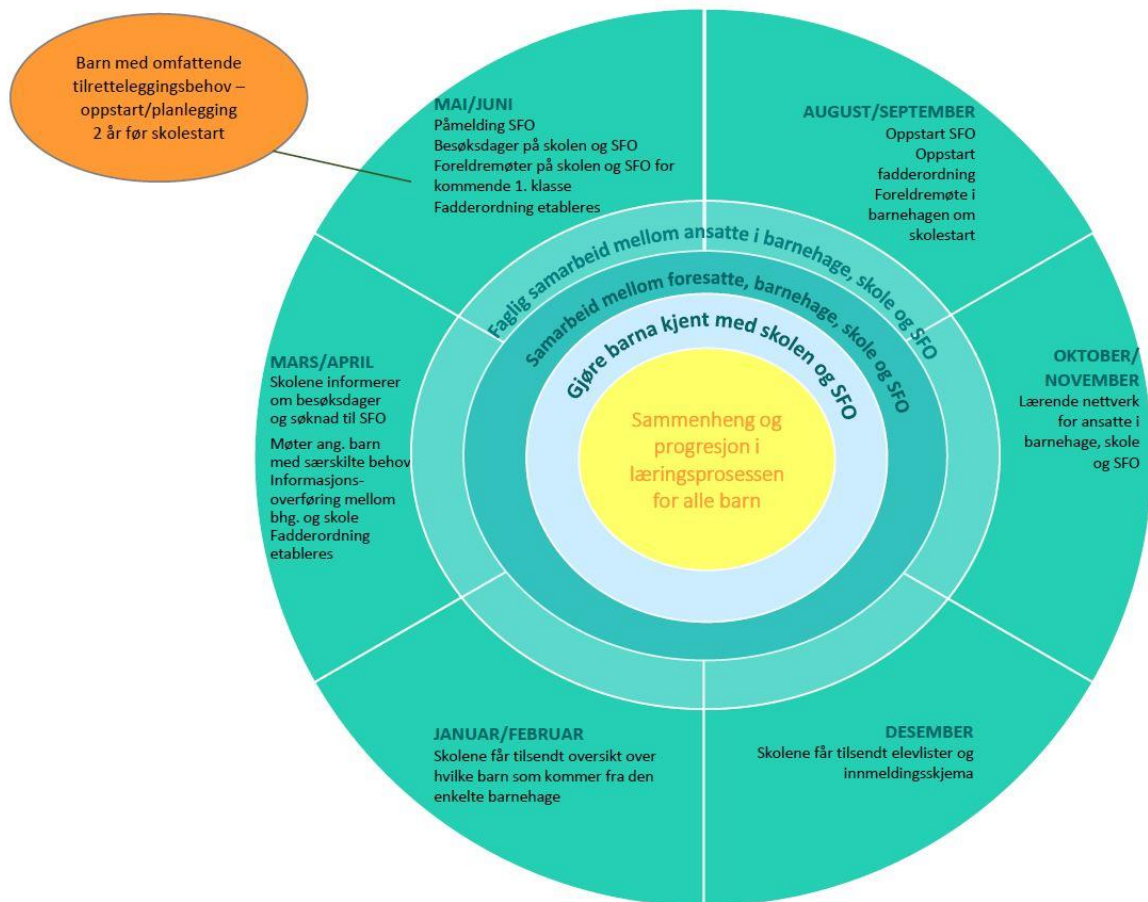 Barn med omfattende
tilretteleggingsbehov –
oppstart/planlegging
2 år før skolestart
MAI/JUNI
Påmelding SFO
Besøksdager på skolen og SFO
Foreldremøter på skolen og SFO for
kommende 1. klasse
Fadderordning etableres
AUGUST/SEPTEMBER
Oppstart SFO
Oppstart
fadderordning
Foreldremøte i
barnehagen om
skolestart
Faglig samarbeid mellom ansatte i barnehage, skole og SFO
Samarbeid mellom foresatte, barnehage, skole og SFO
Gjøre barna kjent med skolen og SFO
Sammenheng og
progresjon i
læringsprosessen
for alle barn
MARS/APRIL
Skolene informerer
om besøksdager
og søknad til SFO
Møter ang. barn
med særskilte behov
Informasjons-
overføring mellom
bhg. og skole
Fadderordning
etableres
OKTOBER/
NOVEMBER
Lærende nettverk
for ansatte i
barnehage, skole
og SFO
JANUAR/FEBRUAR
Skolene får tilsendt oversikt over
hvilke barn som kommer fra den
enkelte barnehage
DESEMBER
Skolene får tilsendt elevlister og
innmeldingsskjema